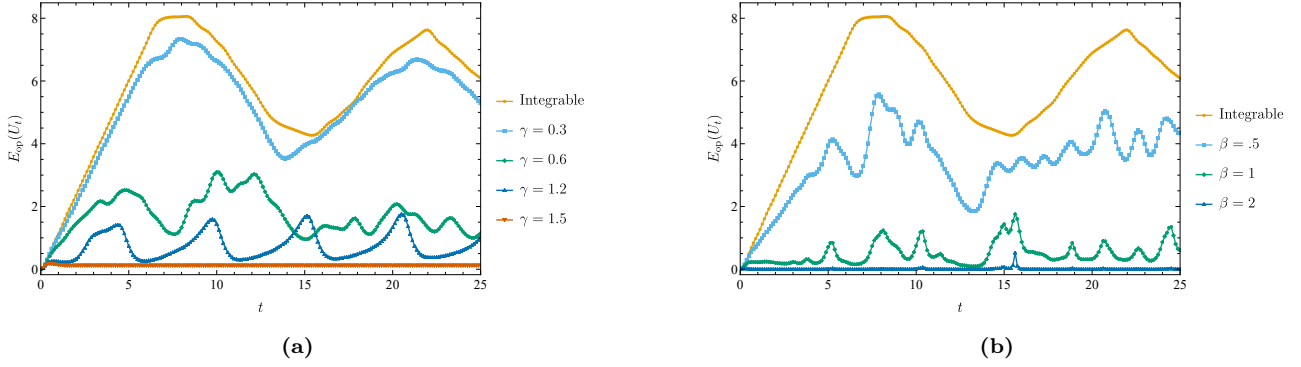 8
6
4
2
0
E_op(U_t)
0 5 10 15 20 25
t
Integrable
γ = 0.3
γ = 0.6
γ = 1.2
γ = 1.5
(a)
8
6
4
2
0
E_op(U_t)
0 5 10 15 20 25
t
Integrable
β = .5
β = 1
β = 2
(b)